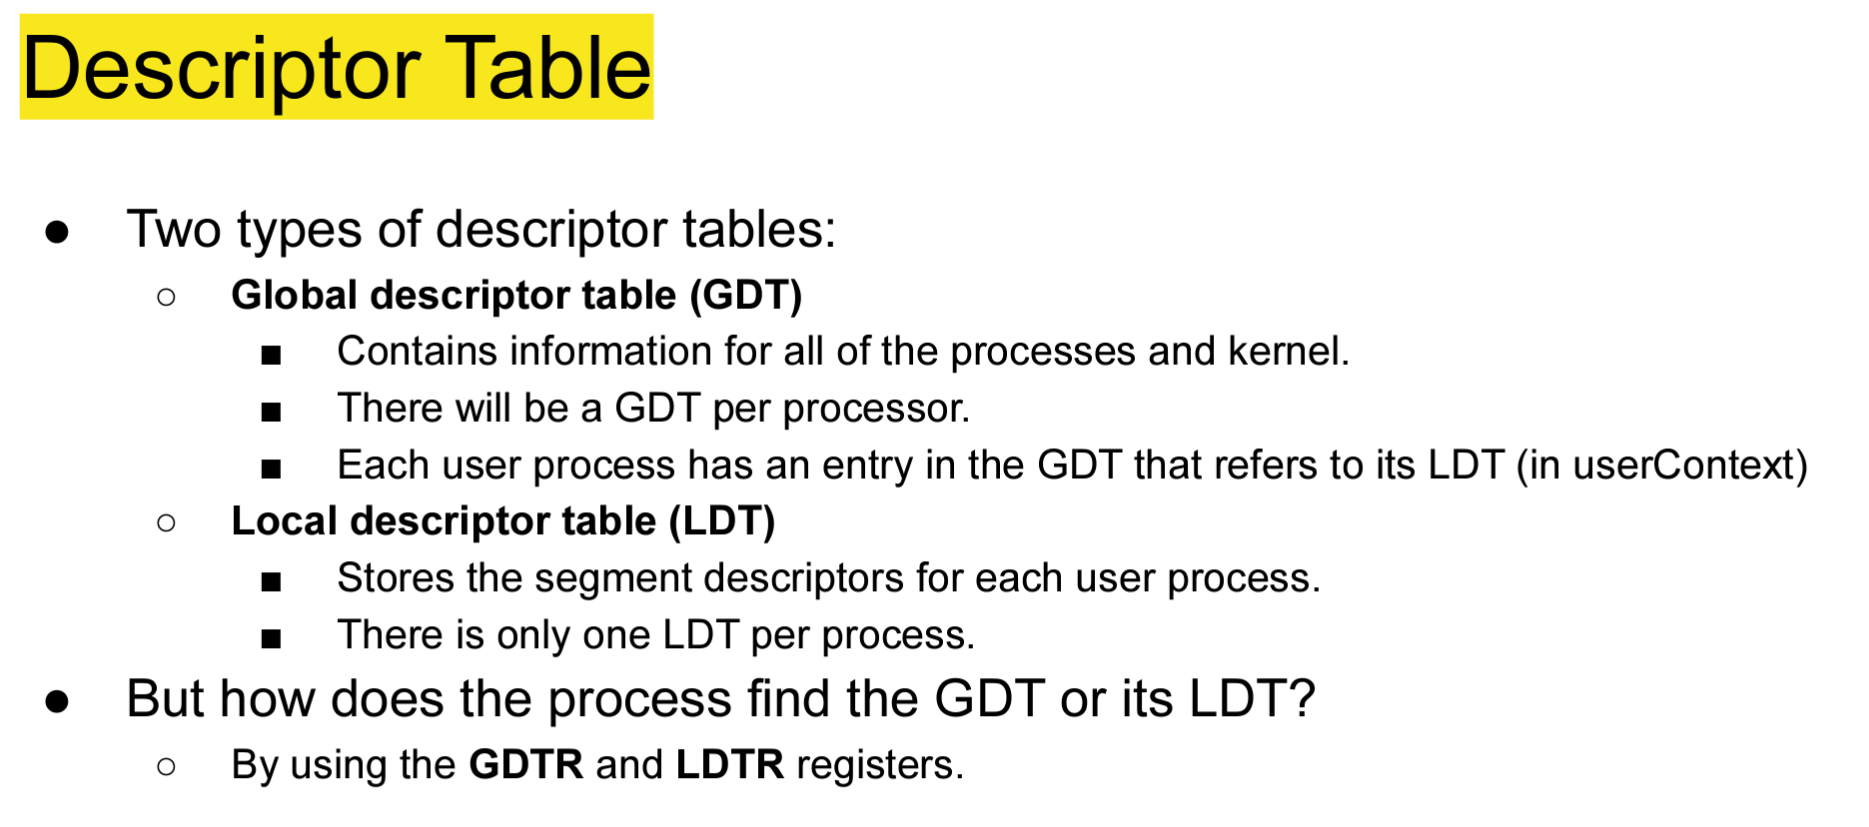 Descriptor Table
● Two types of descriptor tables:
○ Global descriptor table (GDT)
■ Contains information for all of the processes and kernel.
■ There will be a GDT per processor.
■ Each user process has an entry in the GDT that refers to its LDT (in userContext)
○ Local descriptor table (LDT)
■ Stores the segment descriptors for each user process.
■ There is only one LDT per process.
● But how does the process find the GDT or its LDT?
○ By using the GDTR and LDTR registers.